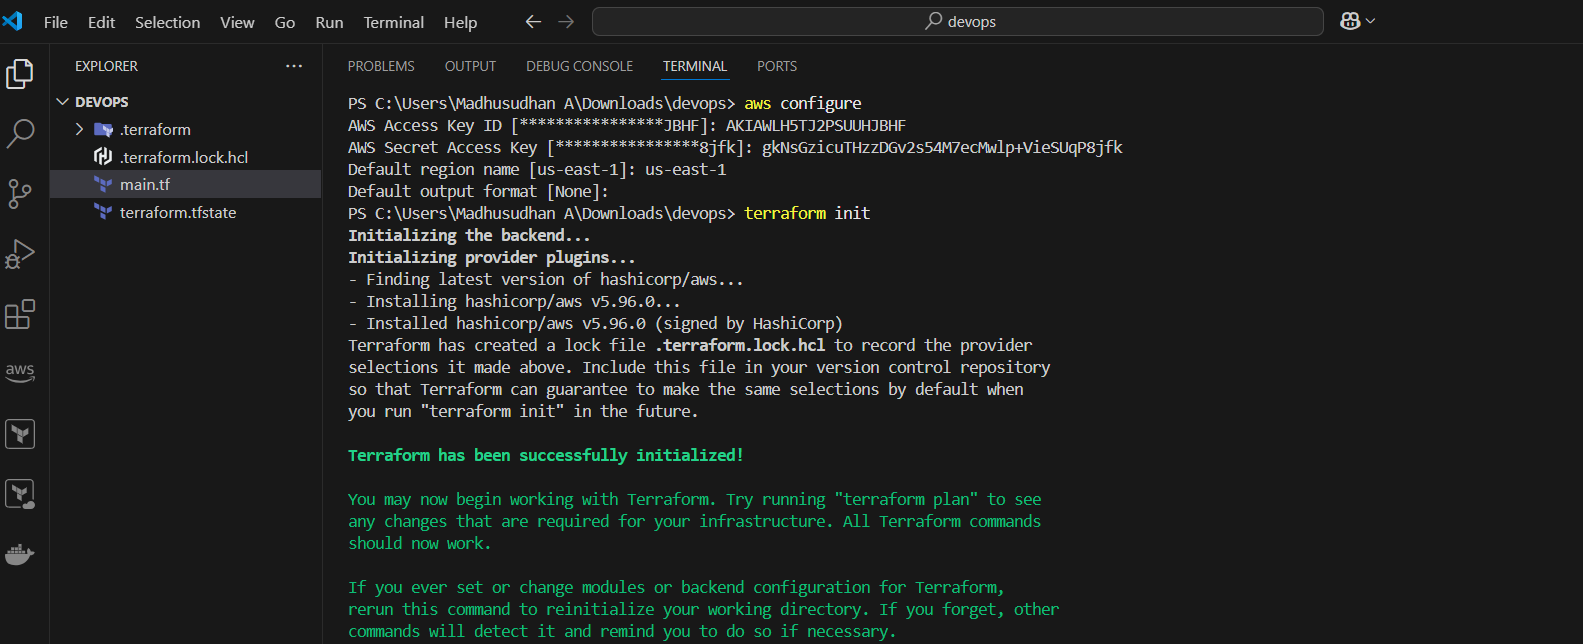 File Edit Selection View Go Run Terminal Help
devops
EXPLORER
DEVOPS
.terraform
.terraform.lock.hcl
main.tf
terraform.tfstate
aws
PROBLEMS OUTPUT DEBUG CONSOLE TERMINAL PORTS
PS C:\Users\Madhusudhan A\Downloads\devops> aws configure
AWS Access Key ID [****************JBHF]: AKIAWLH5TJ2PSUUHJBHF
AWS Secret Access Key [****************8jfk]: 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
Default region name [us-east-1]: us-east-1
Default output format [None]:
PS C:\Users\Madhusudhan A\Downloads\devops> terraform init
Initializing the backend...
Initializing provider plugins...
- Finding latest version of hashicorp/aws...
- Installing hashicorp/aws v5.96.0...
- Installed hashicorp/aws v5.96.0 (signed by HashiCorp)
Terraform has created a lock file .terraform.lock.hcl to record the provider
selections it made above. Include this file in your version control repository
so that Terraform can guarantee to make the same selections by default when
you run "terraform init" in the future.
Terraform has been successfully initialized!
You may now begin working with Terraform. Try running "terraform plan" to see
any changes that are required for your infrastructure. All Terraform commands
should now work.
If you ever set or change modules or backend configuration for Terraform,
rerun this command to reinitialize your working directory. If you forget, other
commands will detect it and remind you to do so if necessary.